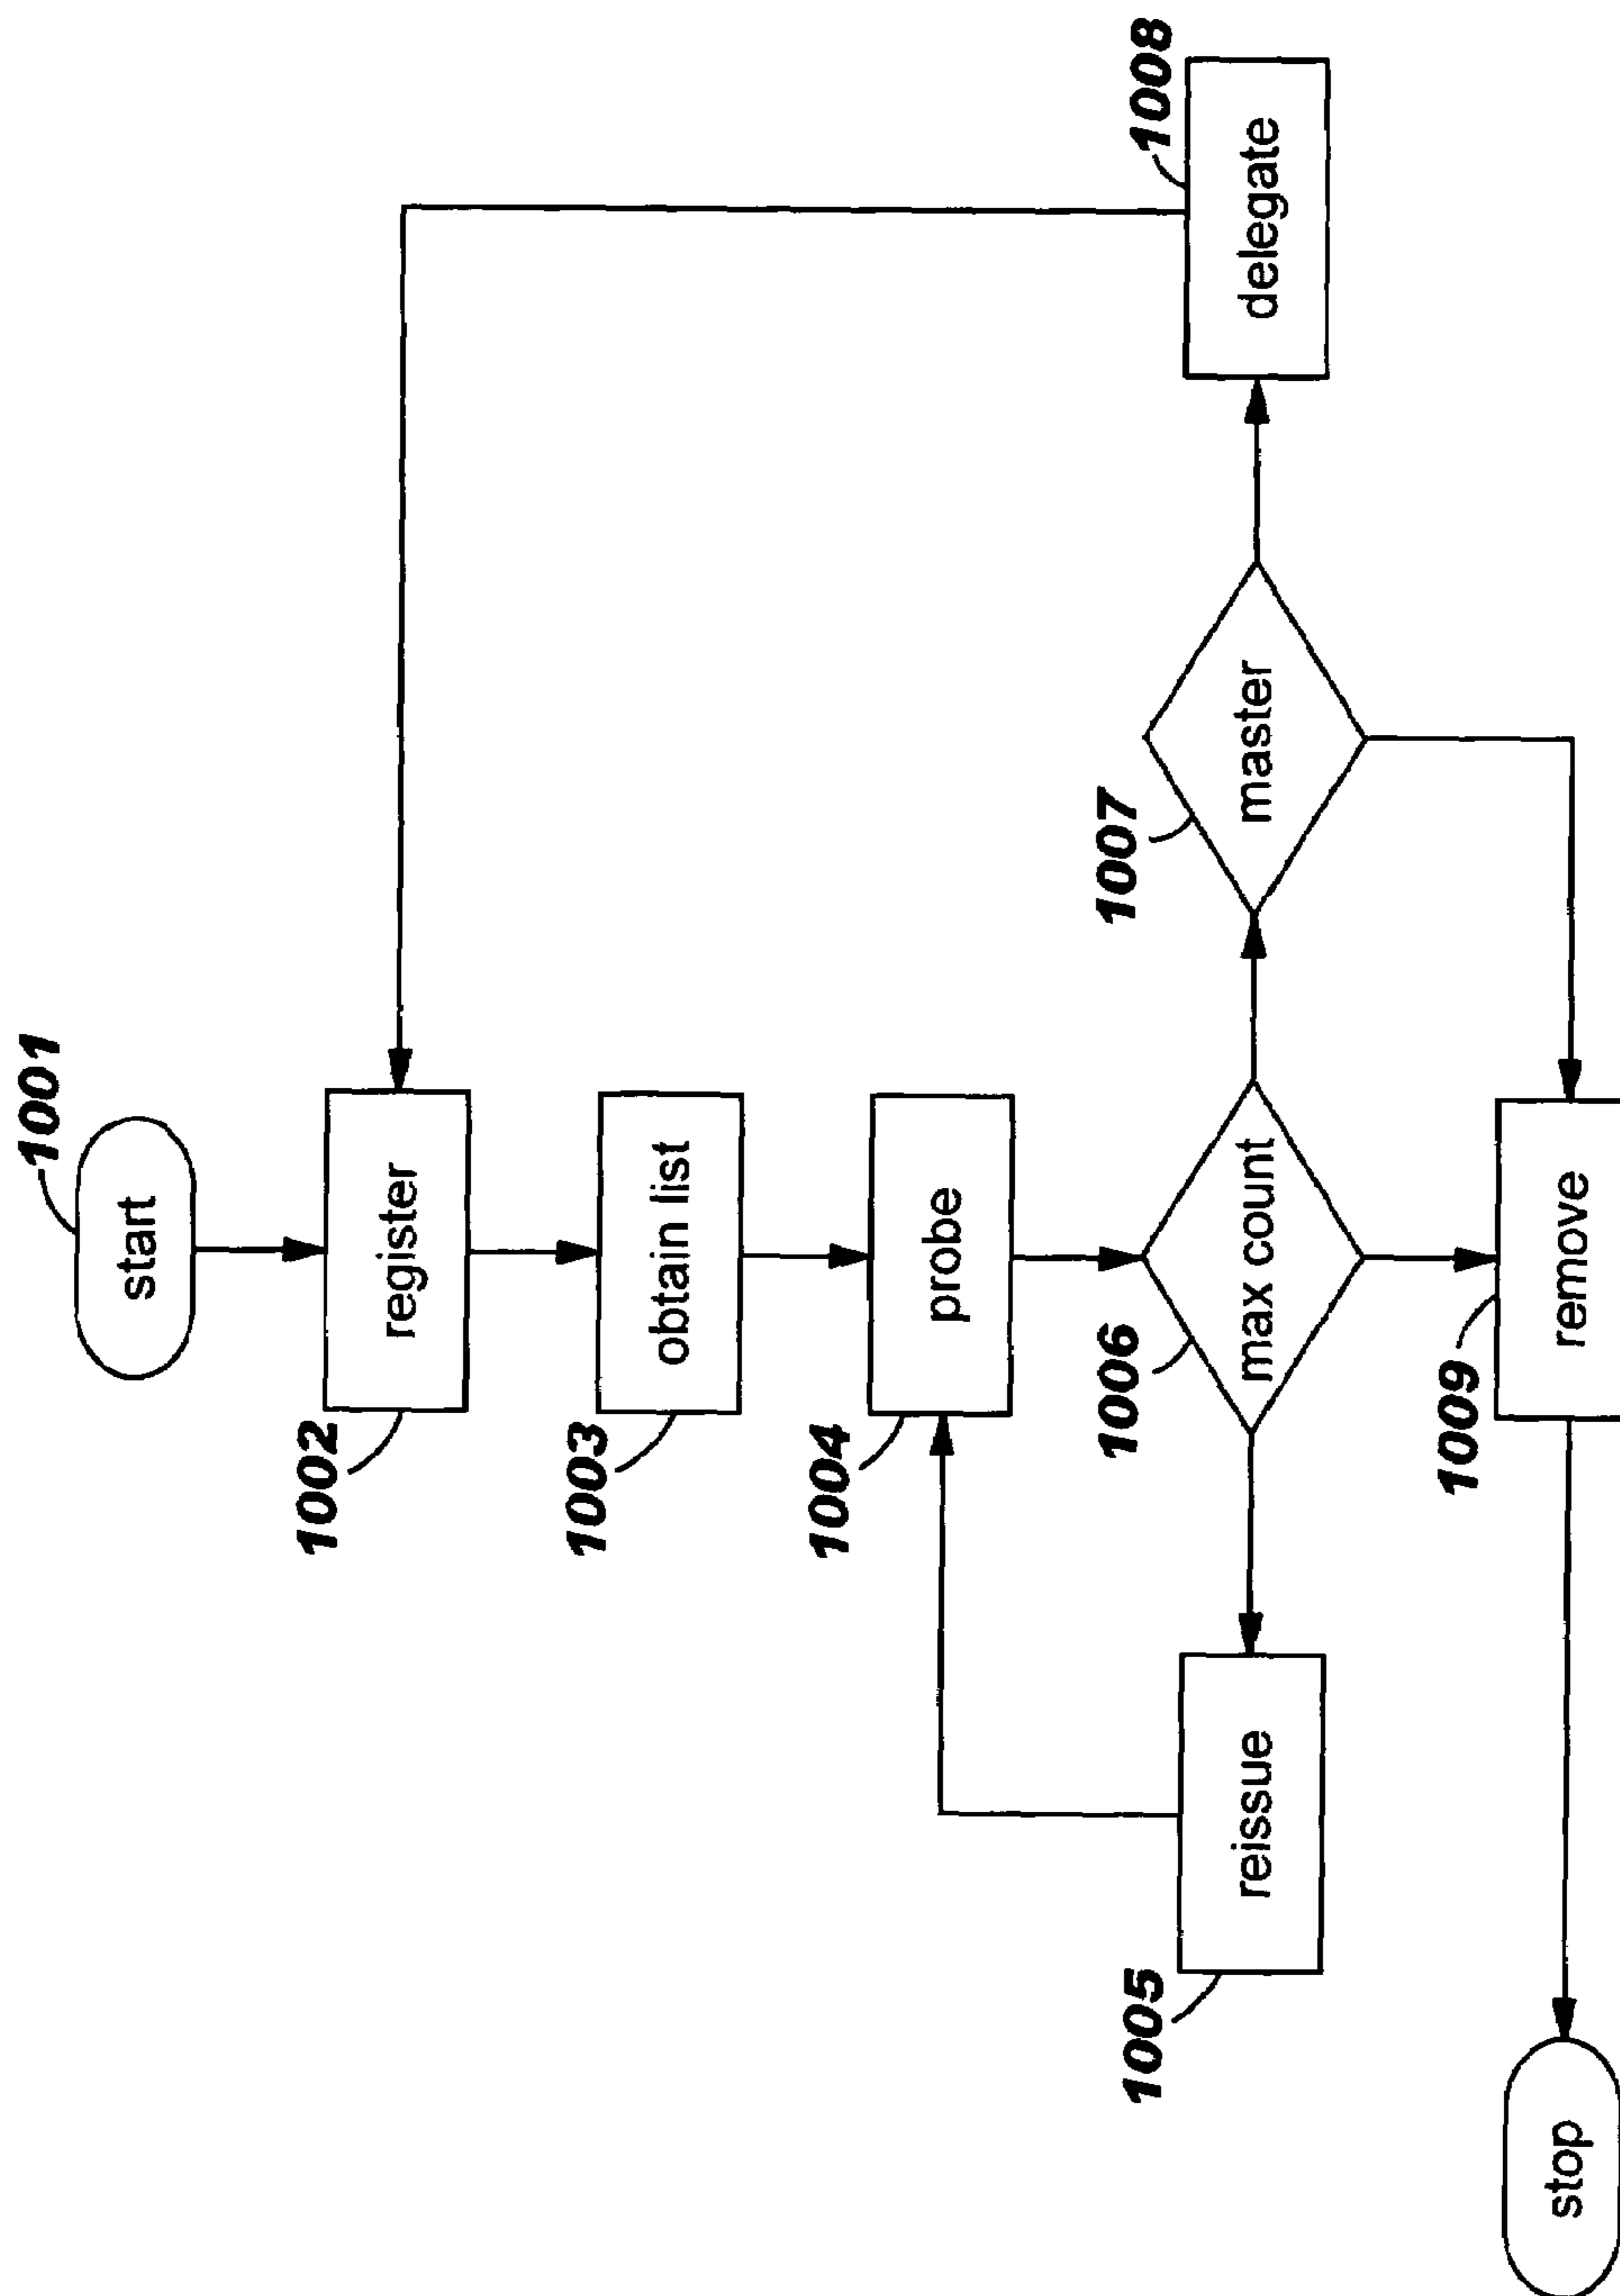 1001
start
1002
register
1003
obtain list
1004
probe
1005
reissue
1006
max count
1007
master
1008
delegate
1009
remove
stop